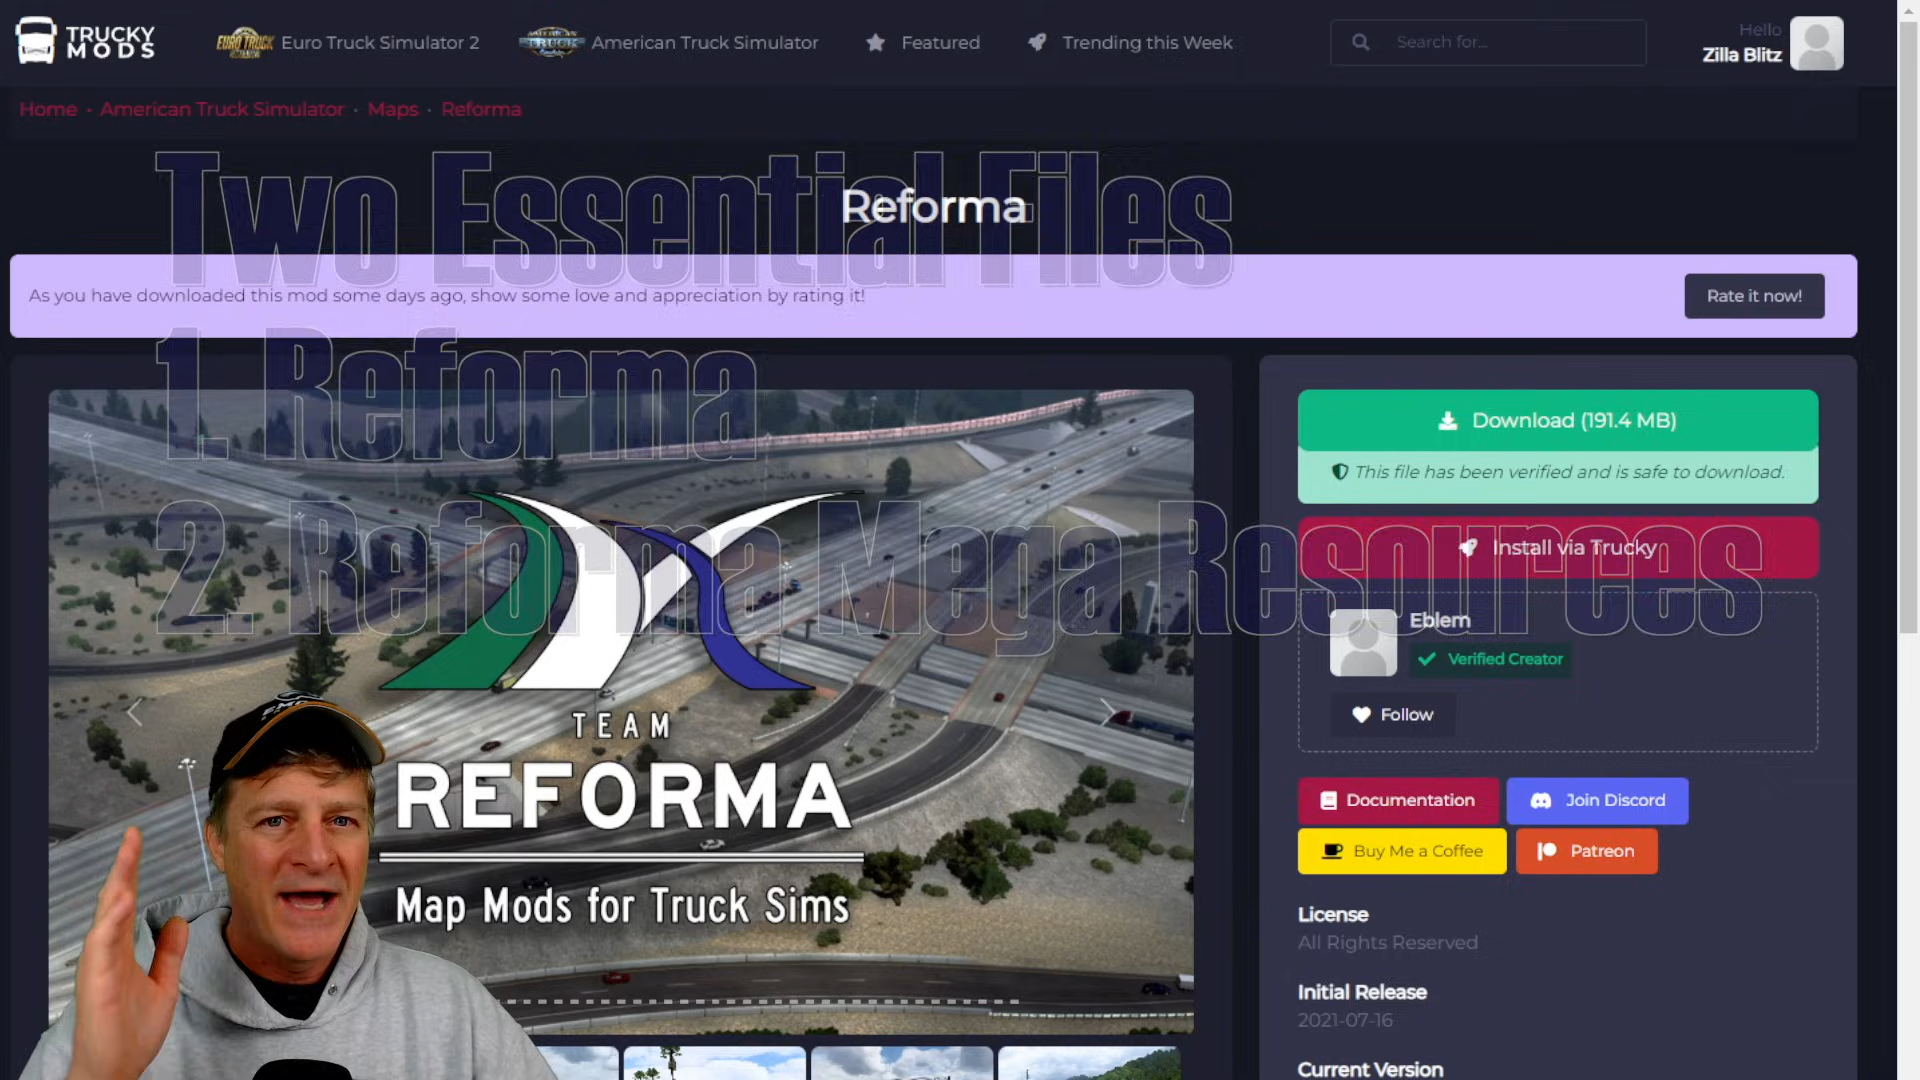 TRUCKY
MODS
EURO TRUCK
Euro Truck Simulator 2
AMERICAN
TRUCK
American Truck Simulator
Featured
Trending this Week
Search for...
Hello
Zilla Blitz
Home · American Truck Simulator · Maps · Reforma
Two Essential Files
Reforma
As you have downloaded this mod some days ago, show some love and appreciation by rating it!
Rate it now!
1. Reforma
2. Reforma Mega Resources
Download (191.4 MB)
This file has been verified and is safe to download.
Install via Trucky
Eblem
Verified Creator
Follow
TEAM
REFORMA
Map Mods for Truck Sims
Documentation
Join Discord
Buy Me a Coffee
Patreon
License
All Rights Reserved
Initial Release
2021-07-16
Current Version